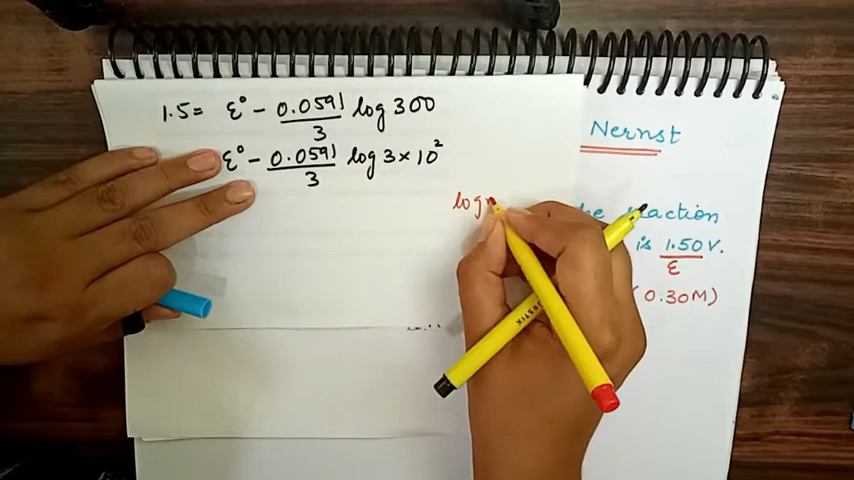 1.5 = ε° - 0.0591/3 log 300
ε° - 0.0591/3 log 3 × 10²
log
Nernst
reaction
is 1.50 V.
ε
(0.30M)